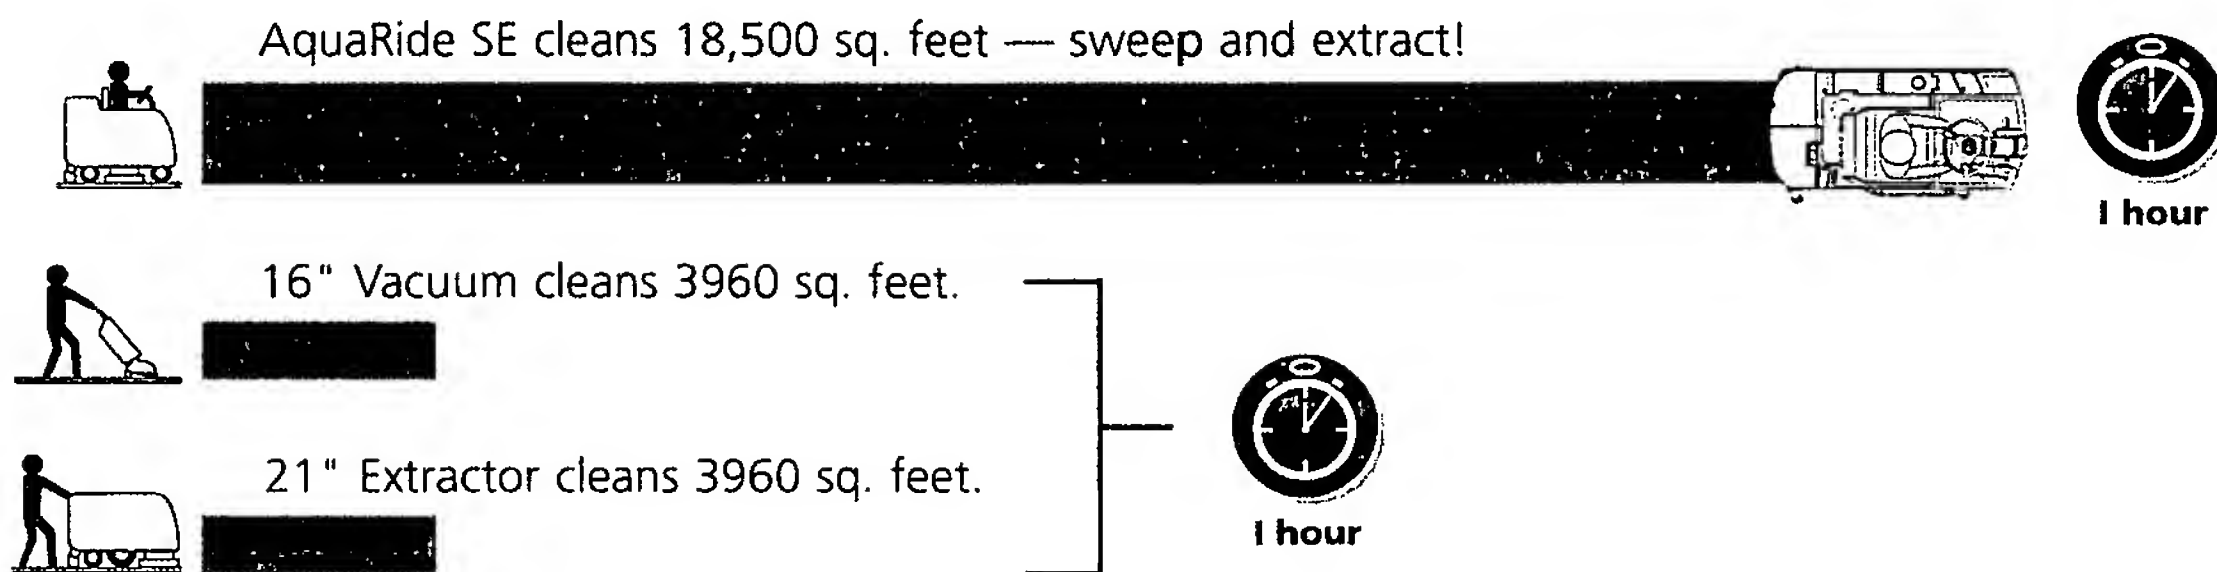 AquaRide SE cleans 18,500 sq. feet — sweep and extract!
1 hour
16" Vacuum cleans 3960 sq. feet.
21" Extractor cleans 3960 sq. feet.
1 hour